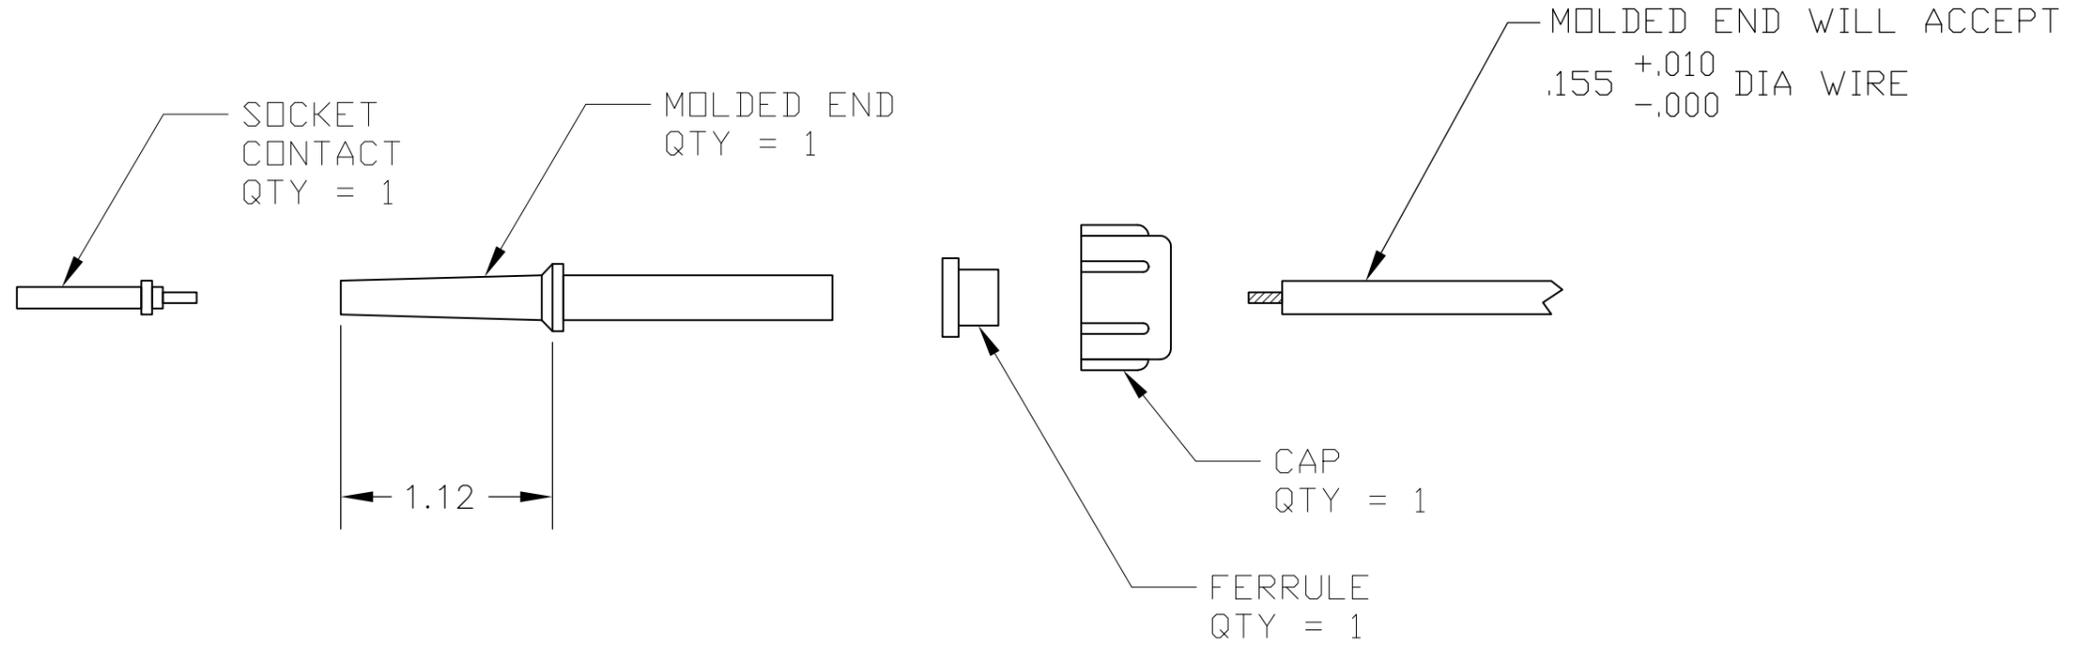 SOCKET
CONTACT
QTY = 1
MOLDED END
QTY = 1
MOLDED END WILL ACCEPT
.155 +.010 -.000 DIA WIRE
1.12
CAP
QTY = 1
FERRULE
QTY = 1